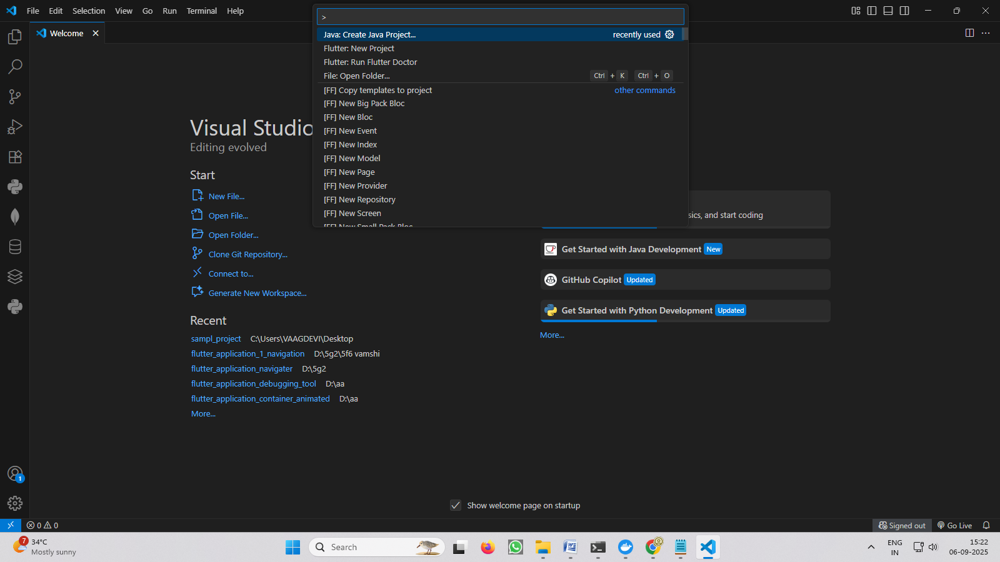 File Edit Selection View Go Run Terminal Help
>
Welcome
Java: Create Java Project... recently used
Flutter: New Project
Flutter: Run Flutter Doctor
File: Open Folder... Ctrl + K Ctrl + O
[FF] Copy templates to project other commands
[FF] New Big Pack Bloc
[FF] New Bloc
[FF] New Event
[FF] New Index
[FF] New Model
[FF] New Page
[FF] New Provider
[FF] New Repository
[FF] New Screen
[FF] New Small Pack Bloc
Visual Studio
Editing evolved
Start
New File...
Open File...
Open Folder...
Clone Git Repository...
Connect to...
Generate New Workspace...
Recent
sampl_project C:\Users\VAAGDEVI\Desktop
flutter_application_1_navigation D:\5g2\5f6 vamshi
flutter_application_navigater D:\5g2
flutter_application_debugging_tool D:\aa
flutter_application_container_animated D:\aa
More...
sics, and start coding
Get Started with Java Development New
GitHub Copilot Updated
Get Started with Python Development Updated
More...
1
Show welcome page on startup
0 0
Signed out Go Live
7
34°C
Mostly sunny
Search
ENG
IN
15:22
06-09-2025